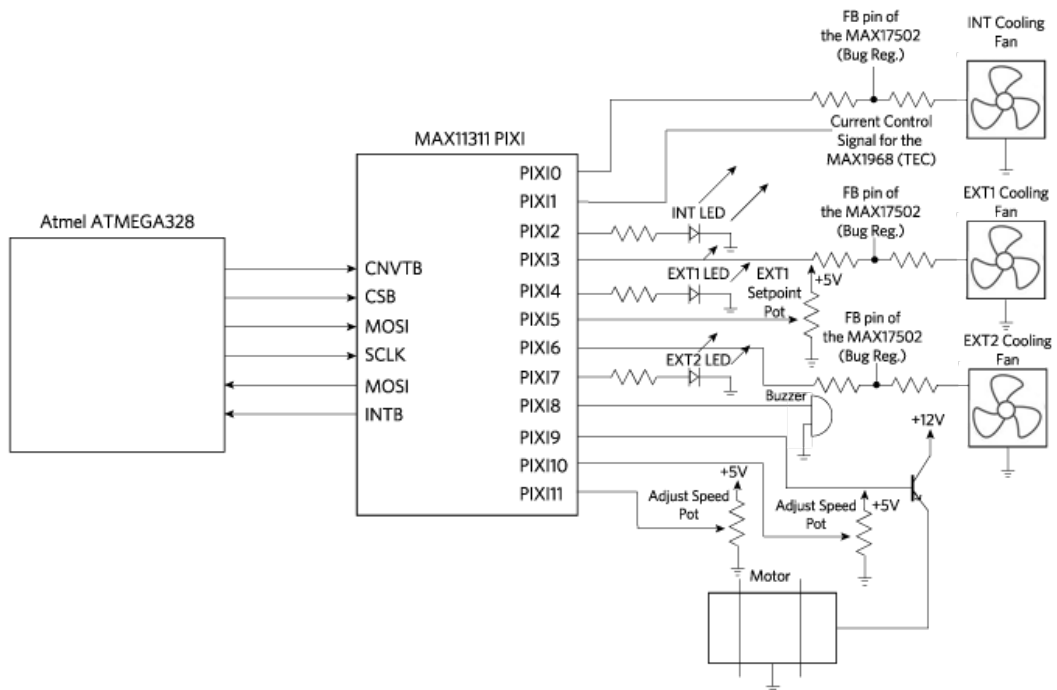 FB pin of
the MAX17502
(Bug Reg.)
INT Cooling
Fan
MAX11311 PIXI
Current Control
Signal for the
MAX1968 (TEC)
PIXI0
PIXI1
PIXI2
PIXI3
PIXI4
PIXI5
PIXI6
PIXI7
PIXI8
PIXI9
PIXI10
PIXI11
INT LED
FB pin of
the MAX17502
(Bug Reg.)
EXT1 Cooling
Fan
Atmel ATMEGA328
CNVTB
CSB
MOSI
SCLK
MOSI
INTB
EXT1 LED
EXT1
Setpoint
Pot
+5V
FB pin of
the MAX17502
(Bug Reg.)
EXT2 Cooling
Fan
EXT2 LED
Buzzer
+12V
+5V
Adjust Speed
Pot
+5V
Adjust Speed
Pot
Motor